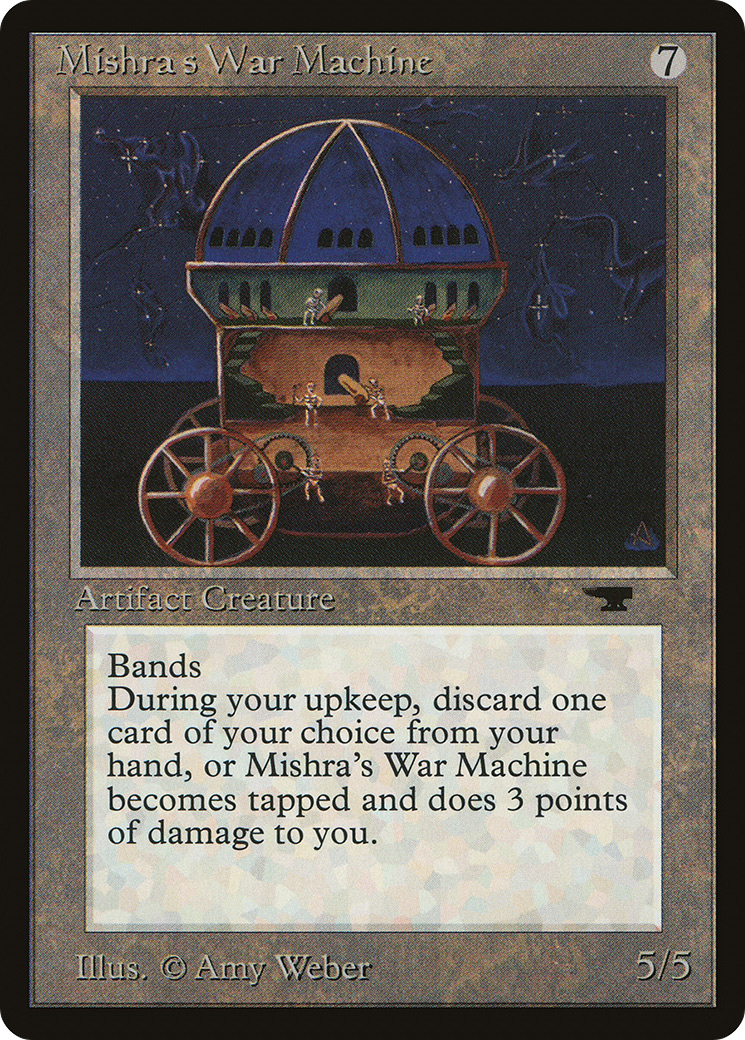 Mishra's War Machine 7
Artifact Creature
Bands
During your upkeep, discard one
card of your choice from your
hand, or Mishra's War Machine
becomes tapped and does 3 points
of damage to you.
Illus. © Amy Weber 5/5